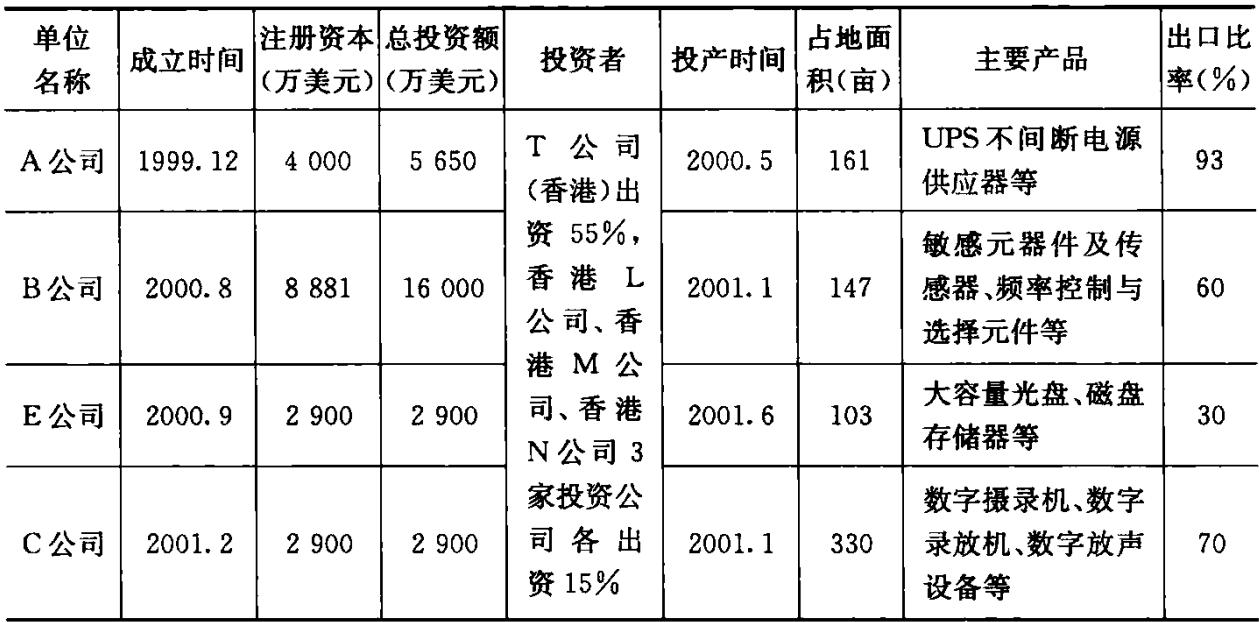 单位名称 成立时间 注册资本(万美元) 总投资额(万美元) 投资者 投产时间 占地面积(亩) 主要产品 出口比率(%)
A公司 1999.12 4 000 5 650 2000.5 161 UPS不间断电源供应器等 93
T公司(香港)出资55%,香港L公司、香港M公司、香港N公司3家投资公司各出资15%
B公司 2000.8 8 881 16 000 2001.1 147 敏感元器件及传感器、频率控制与选择元件等 60
E公司 2000.9 2 900 2 900 2001.6 103 大容量光盘、磁盘存储器等 30
C公司 2001.2 2 900 2 900 2001.1 330 数字摄录机、数字录放机、数字放声设备等 70